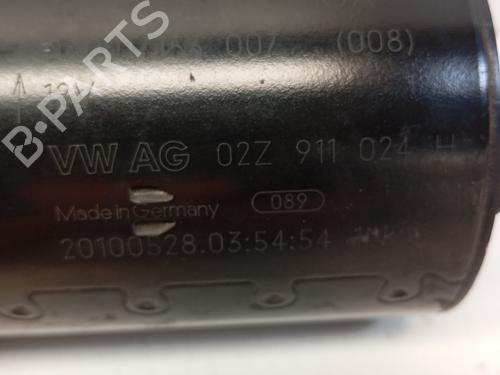 007 (008)
VW AG 02Z 911 024 H
Made in Germany 089
20100528.03:54:54
B-PARTS